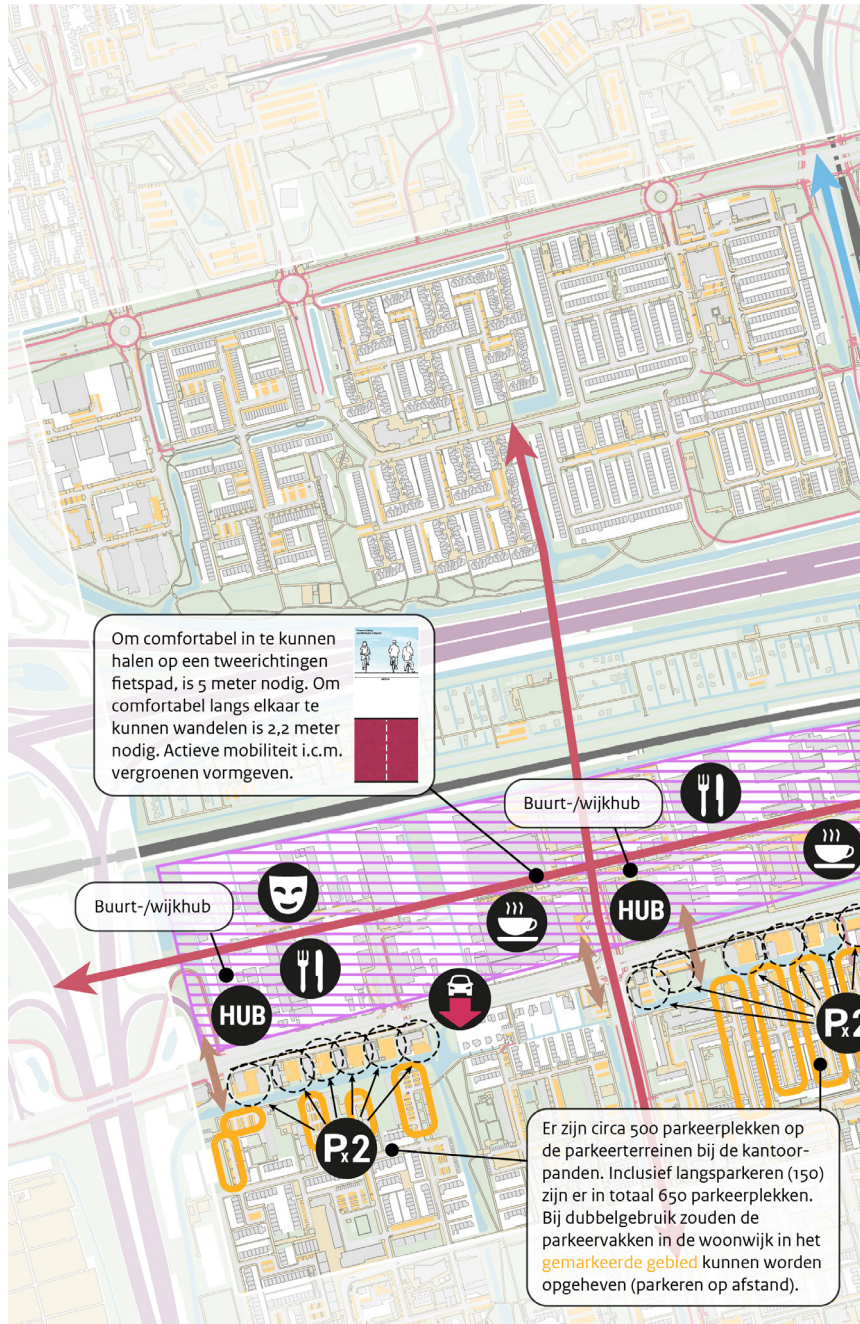 Om comfortabel in te kunnen
halen op een tweerichtingen
fietspad, is 5 meter nodig. Om
comfortabel langs elkaar te
kunnen wandelen is 2,2 meter
nodig. Actieve mobiliteit i.c.m.
vergroenen vormgeven.
Buurt-/wijkhub
Buurt-/wijkhub
HUB
HUB
Px2
Px2
Er zijn circa 500 parkeerplekken op
de parkeerterreinen bij de kantoor-
panden. Inclusief langsparkeren (150)
zijn er in totaal 650 parkeerplekken.
Bij dubbelgebruik zouden de
parkeervakken in de woonwijk in het
gemarkeerde gebied kunnen worden
opgeheven (parkeren op afstand).